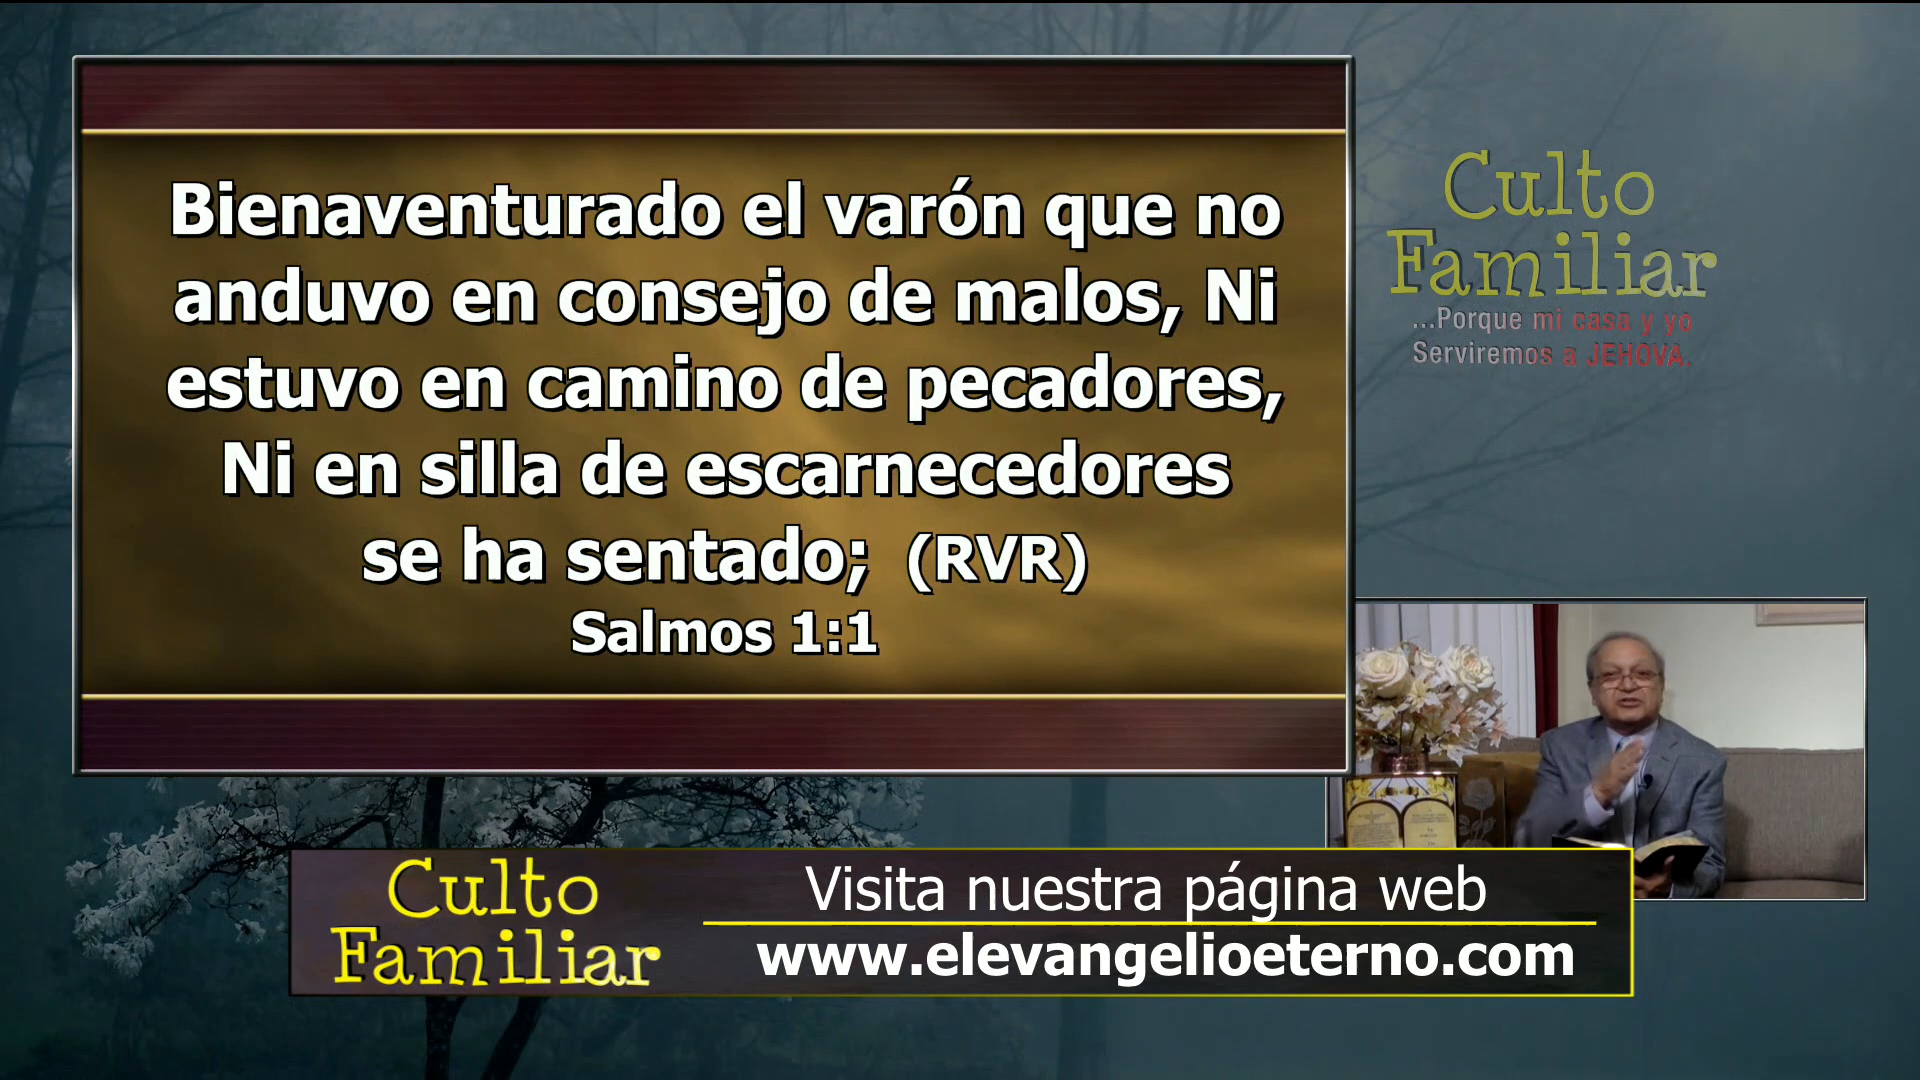 Bienaventurado el varón que no
anduvo en consejo de malos, Ni
estuvo en camino de pecadores,
Ni en silla de escarnecedores
se ha sentado; (RVR)
Salmos 1:1
Culto
Familiar
...Porque mi casa y yo
Serviremos a JEHOVA.
Culto
Familiar
Visita nuestra página web
www.elevangelioeterno.com